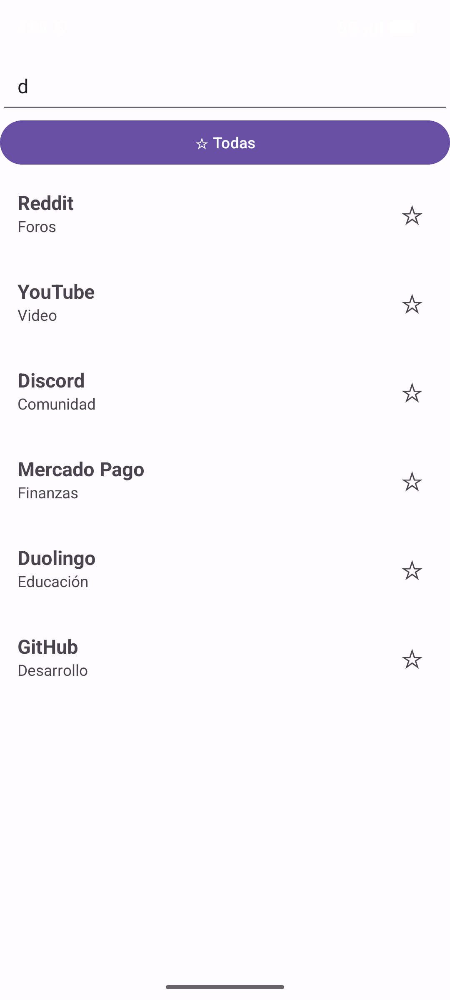 d
☆ Todas
Reddit
Foros
YouTube
Video
Discord
Comunidad
Mercado Pago
Finanzas
Duolingo
Educación
GitHub
Desarrollo